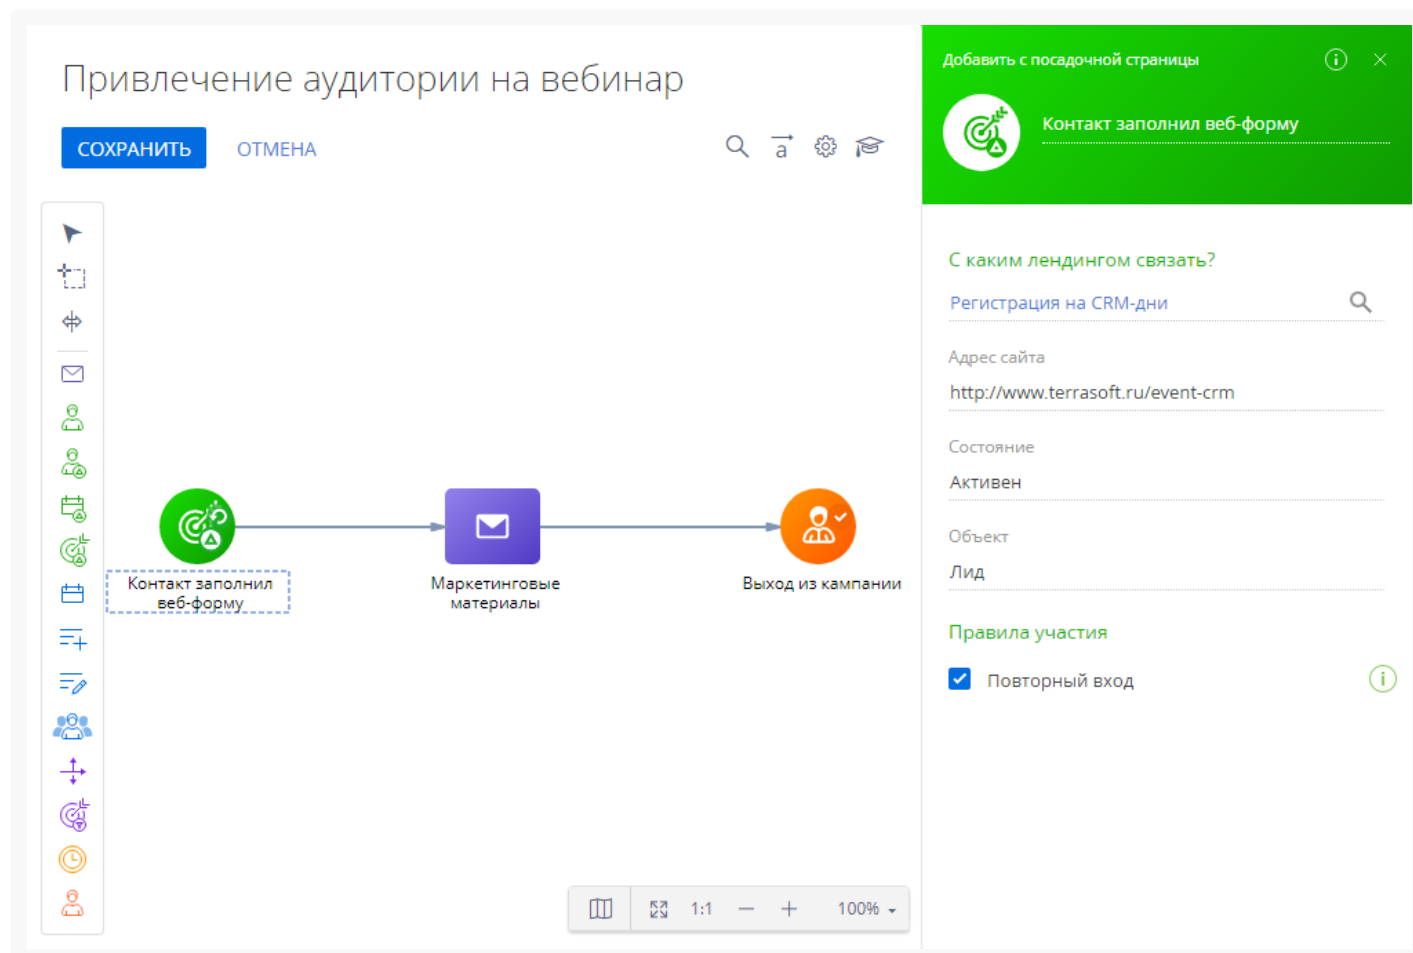 Привлечение аудитории на вебинар
СОХРАНИТЬ ОТМЕНА
a
Контакт заполнил
веб-форму
Маркетинговые
материалы
Выход из кампании
1:1 — + 100%
Добавить с посадочной страницы
Контакт заполнил веб-форму
С каким лендингом связать?
Регистрация на CRM-дни
Адрес сайта
http://www.terrasoft.ru/event-crm
Состояние
Активен
Объект
Лид
Правила участия
Повторный вход